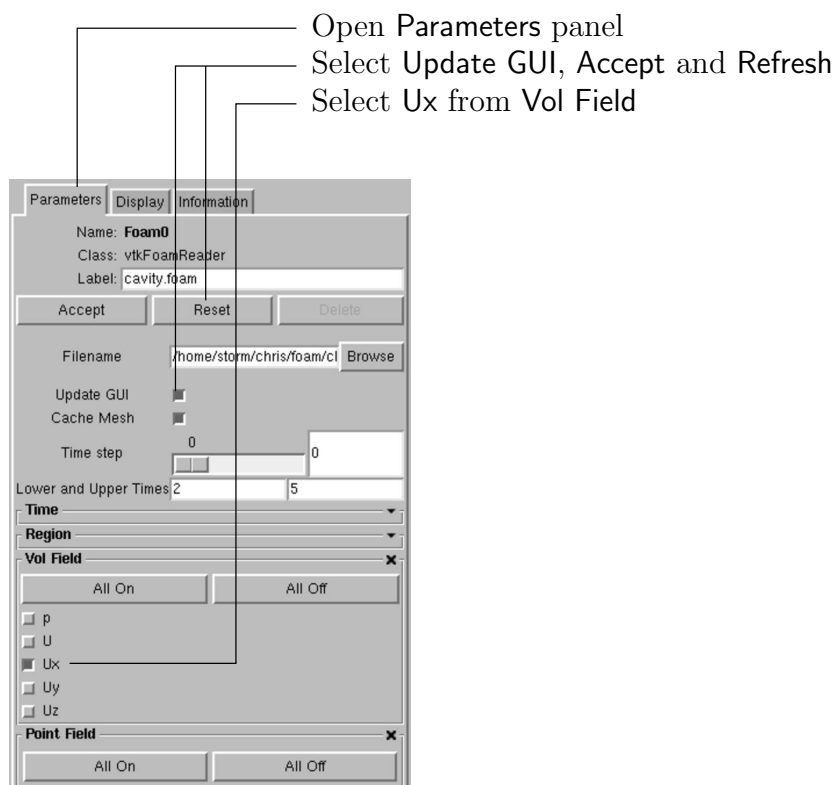 Open Parameters panel
Select Update GUI, Accept and Refresh
Select Ux from Vol Field
Parameters Display Information
Name: Foam0
Class: vtkFoamReader
Label: cavity.foam
Accept Reset Delete
Filename /home/storm/chris/foam/cl Browse
Update GUI
Cache Mesh
0
Time step 0
Lower and Upper Times 2 5
Time
Region
Vol Field
All On All Off
p
U
Ux
Uy
Uz
Point Field
All On All Off